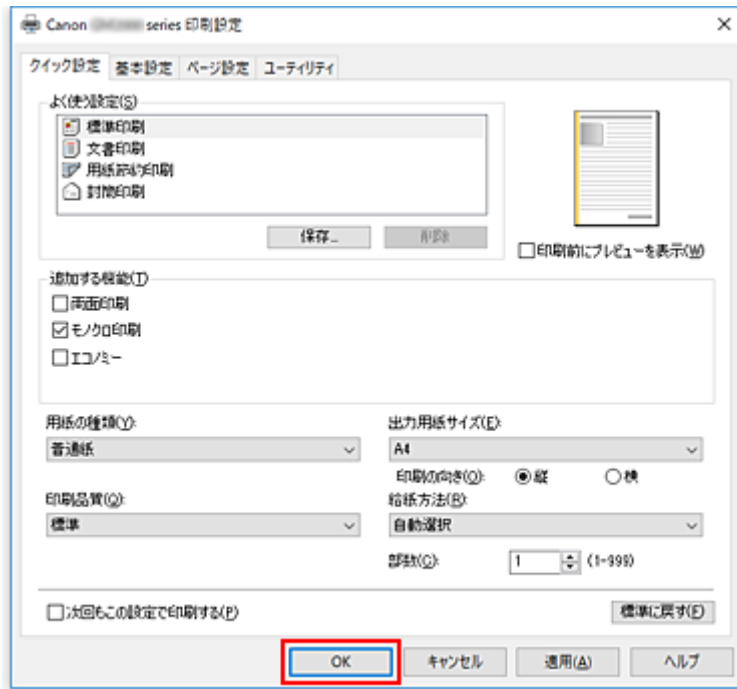 Canon series 印刷設定
クイック設定 基本設定 ページ設定 ユーティリティ
よく使う設定(S)
標準印刷
文書印刷
用紙節約印刷
封筒印刷
保存... 削除
印刷前にプレビューを表示(W)
追加する機能(T)
両面印刷
モノクロ印刷
エコノミー
用紙の種類(Y): 出力用紙サイズ(E):
普通紙 A4
印刷の向き(O): 縦 横
印刷品質(Q): 給紙方法(R):
標準 自動選択
部数(C): 1 (1-999)
次回もこの設定で印刷する(P) 標準に戻す(F)
OK キャンセル 適用(A) ヘルプ